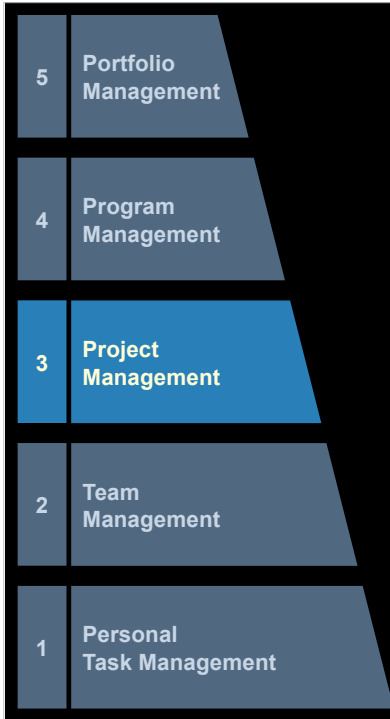 5
Portfolio
Management
4
Program
Management
3
Project
Management
2
Team
Management
1
Personal
Task Management